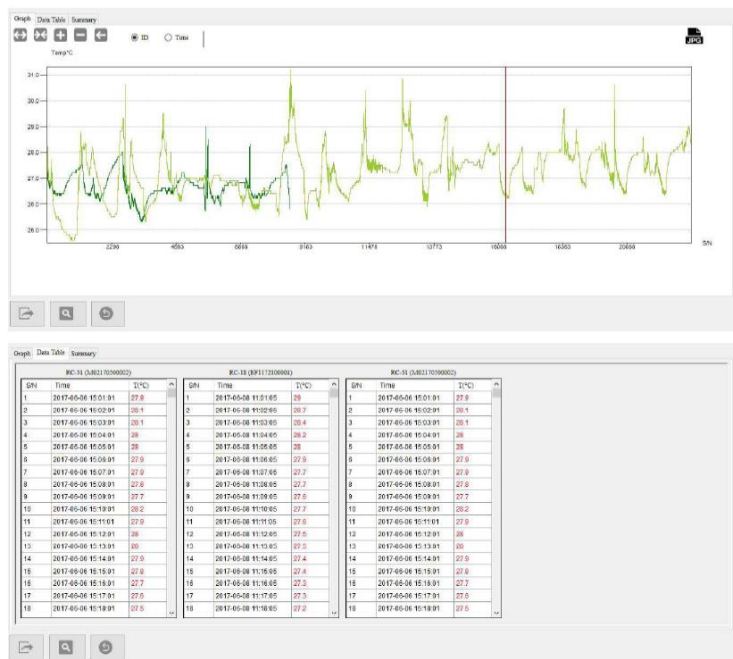 Graph Data Table Summary
ID Time
JPG
Temp°C
31.0
30.0
29.0
28.0
27.0
26.0
S/N
Graph Data Table Summary
S/N Time T(°C) S/N Time T(°C) S/N Time T(°C)
1 2017-06-06 15:01:01 27.9 1 2017-06-08 11:01:05 29 1 2017-06-06 15:01:01 27.9
2 2017-06-06 15:02:01 28.1 2 2017-06-08 11:02:05 28.7 2 2017-06-06 15:02:01 28.1
3 2017-06-06 15:03:01 28.1 3 2017-06-08 11:03:05 28.4 3 2017-06-06 15:03:01 28.1
4 2017-06-06 15:04:01 28 4 2017-06-08 11:04:05 28.2 4 2017-06-06 15:04:01 28
5 2017-06-06 15:05:01 28 5 2017-06-08 11:05:05 28 5 2017-06-06 15:05:01 28
6 2017-06-06 15:06:01 27.9 6 2017-06-08 11:06:05 27.9 6 2017-06-06 15:06:01 27.9
7 2017-06-06 15:07:01 27.9 7 2017-06-08 11:07:05 27.7 7 2017-06-06 15:07:01 27.9
8 2017-06-06 15:08:01 27.8 8 2017-06-08 11:08:05 27.7 8 2017-06-06 15:08:01 27.8
9 2017-06-06 15:09:01 27.7 9 2017-06-08 11:09:05 27.6 9 2017-06-06 15:09:01 27.7
10 2017-06-06 15:10:01 28.2 10 2017-06-08 11:10:05 27.7 10 2017-06-06 15:10:01 28.2
11 2017-06-06 15:11:01 27.9 11 2017-06-08 11:11:05 27.6 11 2017-06-06 15:11:01 27.9
12 2017-06-06 15:12:01 28 12 2017-06-08 11:12:05 27.5 12 2017-06-06 15:12:01 28
13 2017-06-06 15:13:01 28 13 2017-06-08 11:13:05 27.5 13 2017-06-06 15:13:01 28
14 2017-06-06 15:14:01 27.9 14 2017-06-08 11:14:05 27.4 14 2017-06-06 15:14:01 27.9
15 2017-06-06 15:15:01 27.8 15 2017-06-08 11:15:05 27.4 15 2017-06-06 15:15:01 27.8
16 2017-06-06 15:16:01 27.7 16 2017-06-08 11:16:05 27.3 16 2017-06-06 15:16:01 27.7
17 2017-06-06 15:17:01 27.6 17 2017-06-08 11:17:05 27.3 17 2017-06-06 15:17:01 27.6
18 2017-06-06 15:18:01 27.5 18 2017-06-08 11:18:05 27.2 18 2017-06-06 15:18:01 27.5